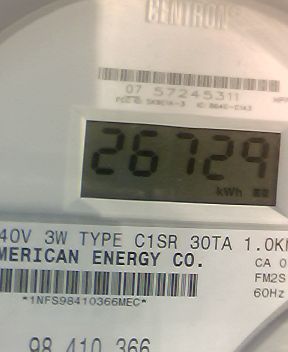 CENTRON
07 57245311
26729
kWh
40V 3W TYPE C1SR 30TA 1.0K
MERICAN ENERGY CO.
CA 0
FM2S
60Hz
*1NFS98410366MEC*
98 410 366